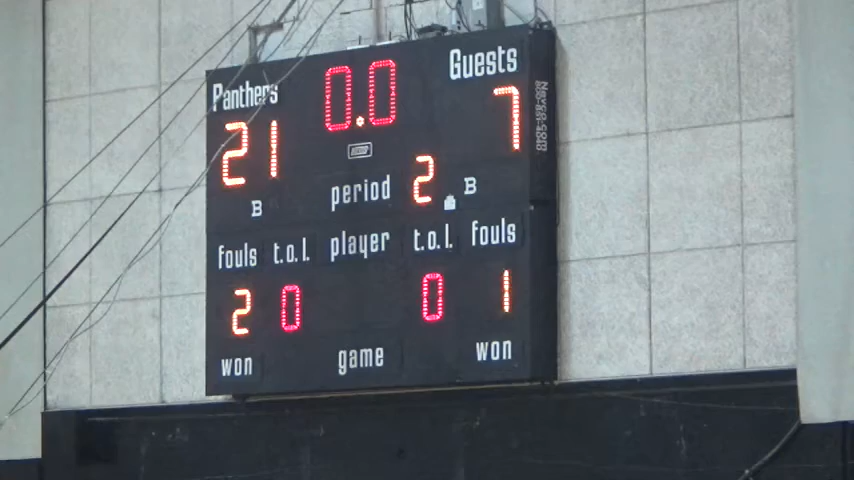 Panthers 0.0 Guests
21 7
period 2
B B
fouls t.o.l. player t.o.l. fouls
2 0 0 1
won game won